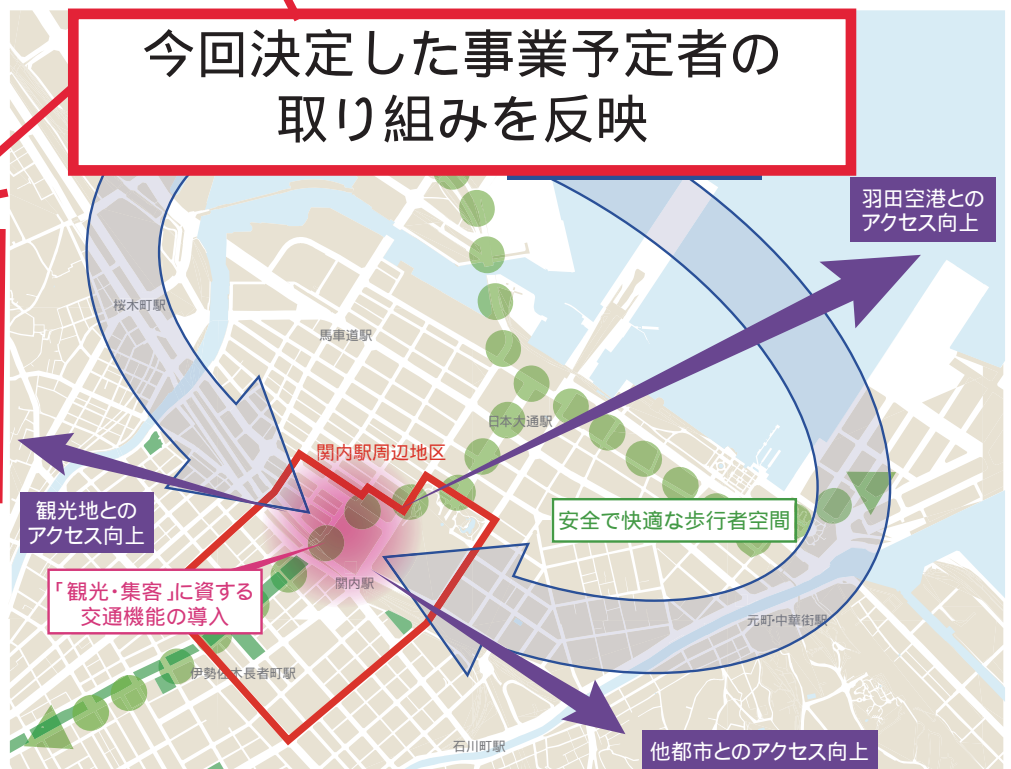 今回決定した事業予定者の
取り組みを反映
羽田空港との
アクセス向上
桜木町駅
馬車道駅
日本大通駅
関内駅周辺地区
観光地との
アクセス向上
安全で快適な歩行者空間
「観光・集客」に資する
交通機能の導入
関内駅
元町・中華街駅
伊勢佐木長者町駅
石川町駅
他都市とのアクセス向上